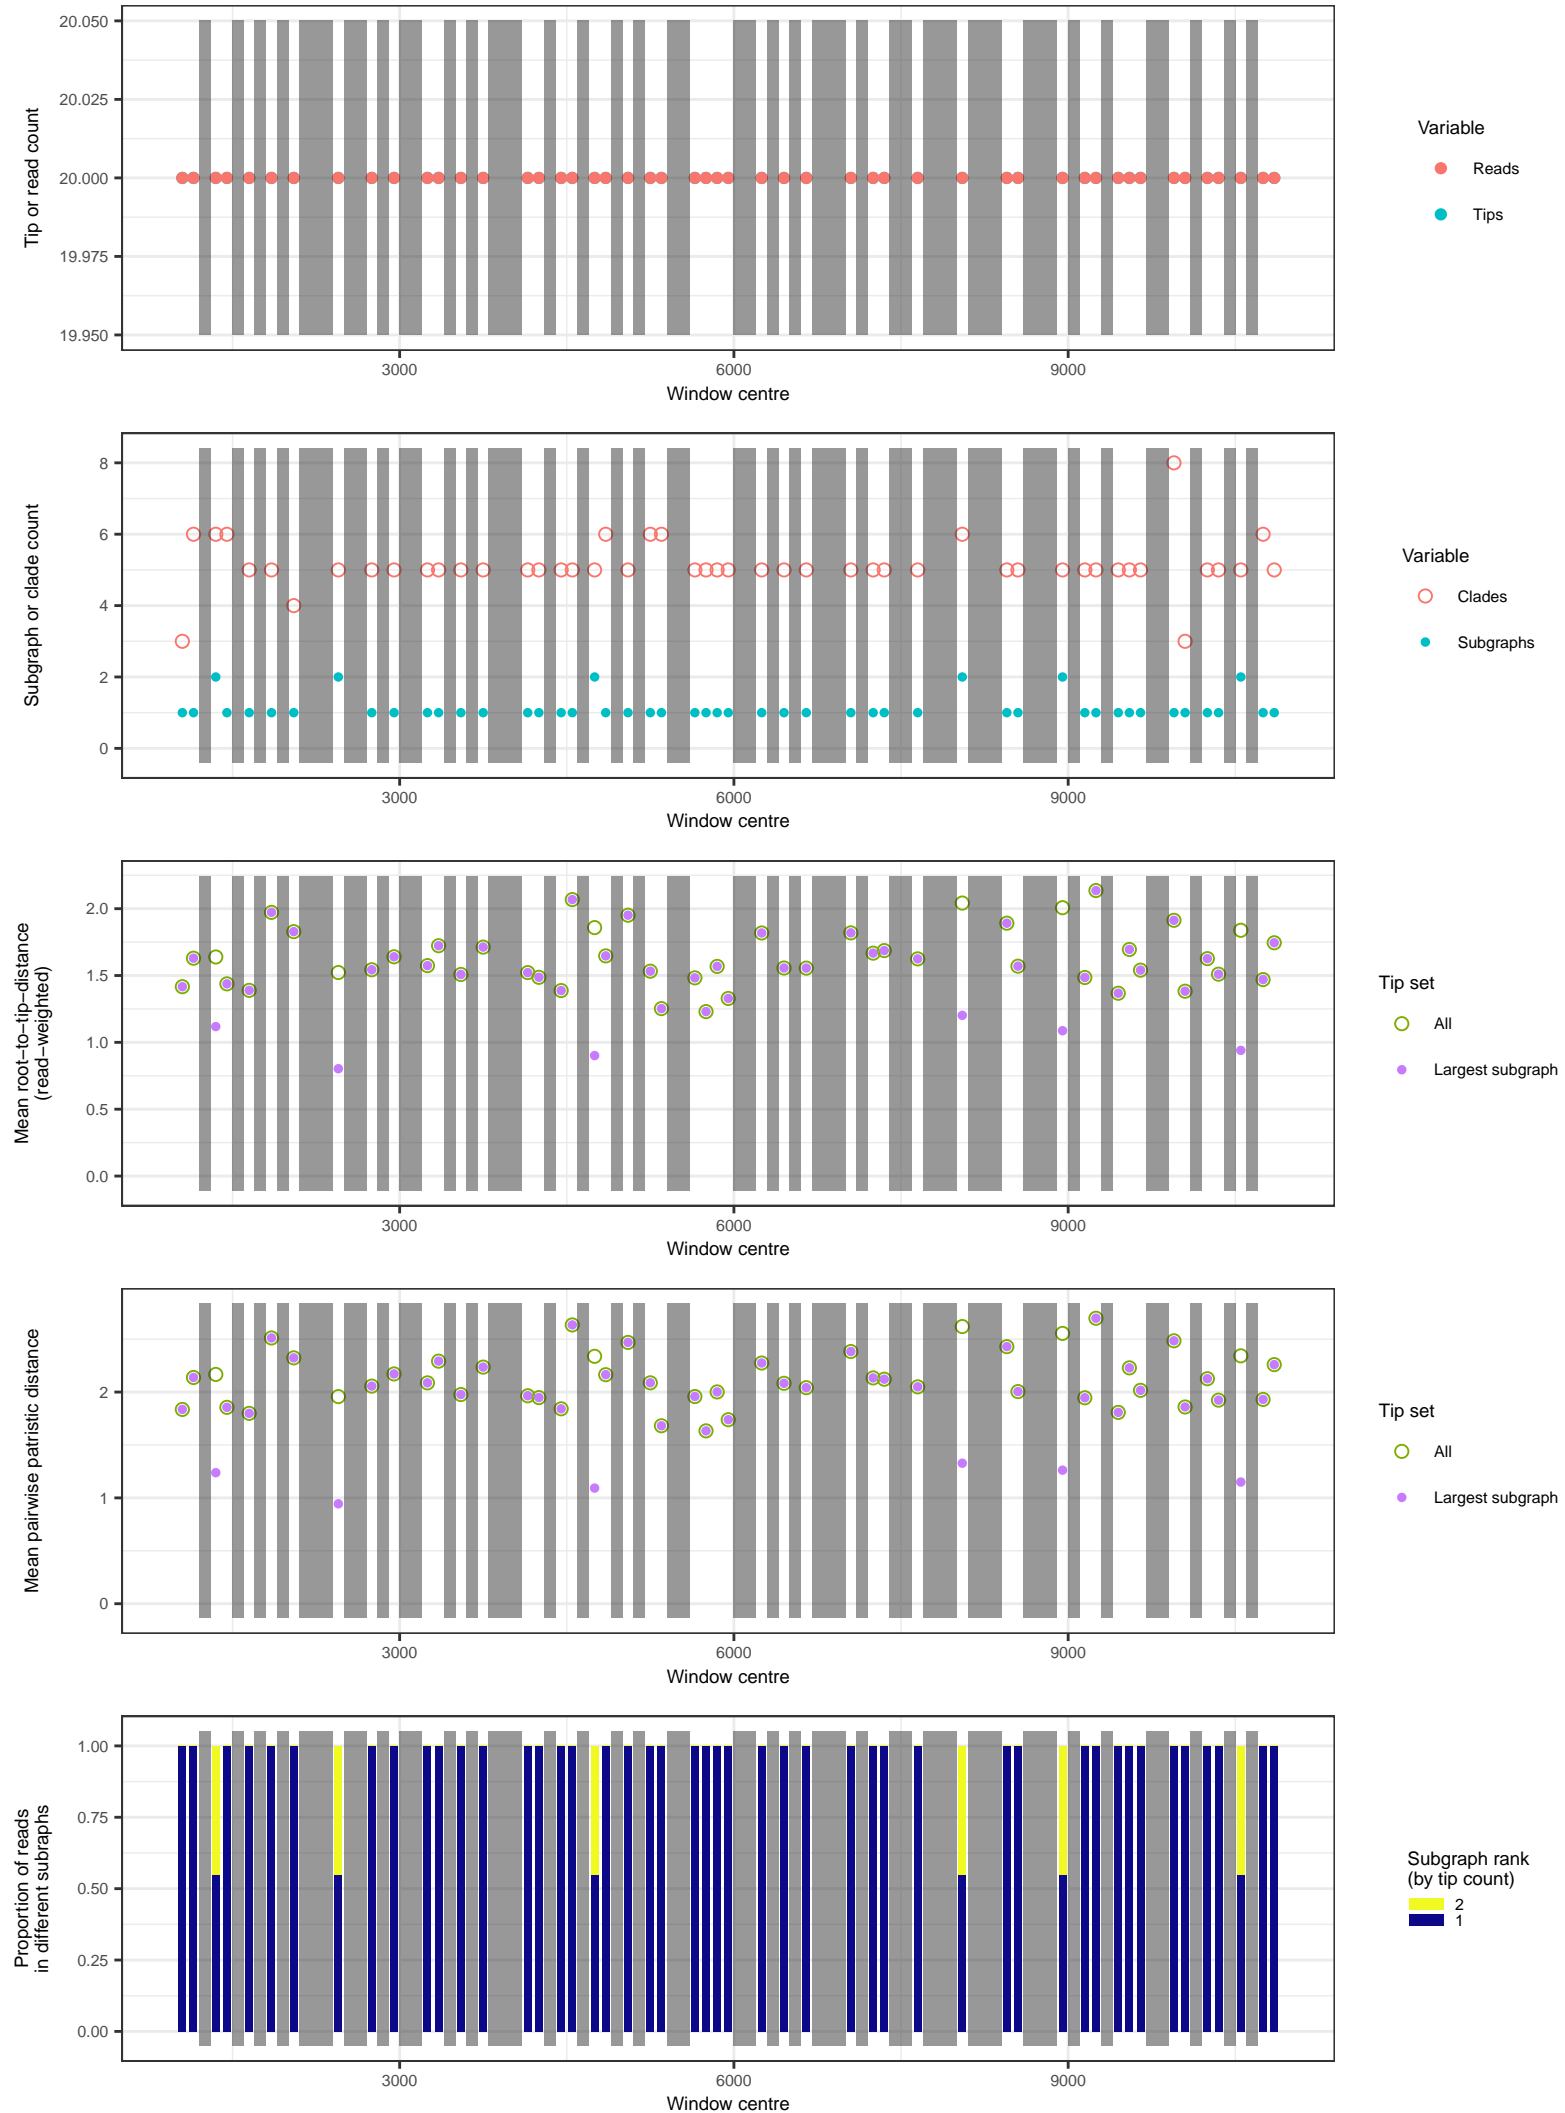 20.050
20.025
20.000
19.975
19.950
Tip or read count
3000 6000 9000
Window centre
Variable
Reads
Tips
8
6
4
2
0
Subgraph or clade count
3000 6000 9000
Window centre
Variable
Clades
Subgraphs
2.0
1.5
1.0
0.5
0.0
Mean root−to−tip−distance
(read−weighted)
3000 6000 9000
Window centre
Tip set
All
Largest subgraph
2
1
0
Mean pairwise patristic distance
3000 6000 9000
Window centre
Tip set
All
Largest subgraph
1.00
0.75
0.50
0.25
0.00
Proportion of reads
in different subraphs
3000 6000 9000
Window centre
Subgraph rank
(by tip count)
2
1